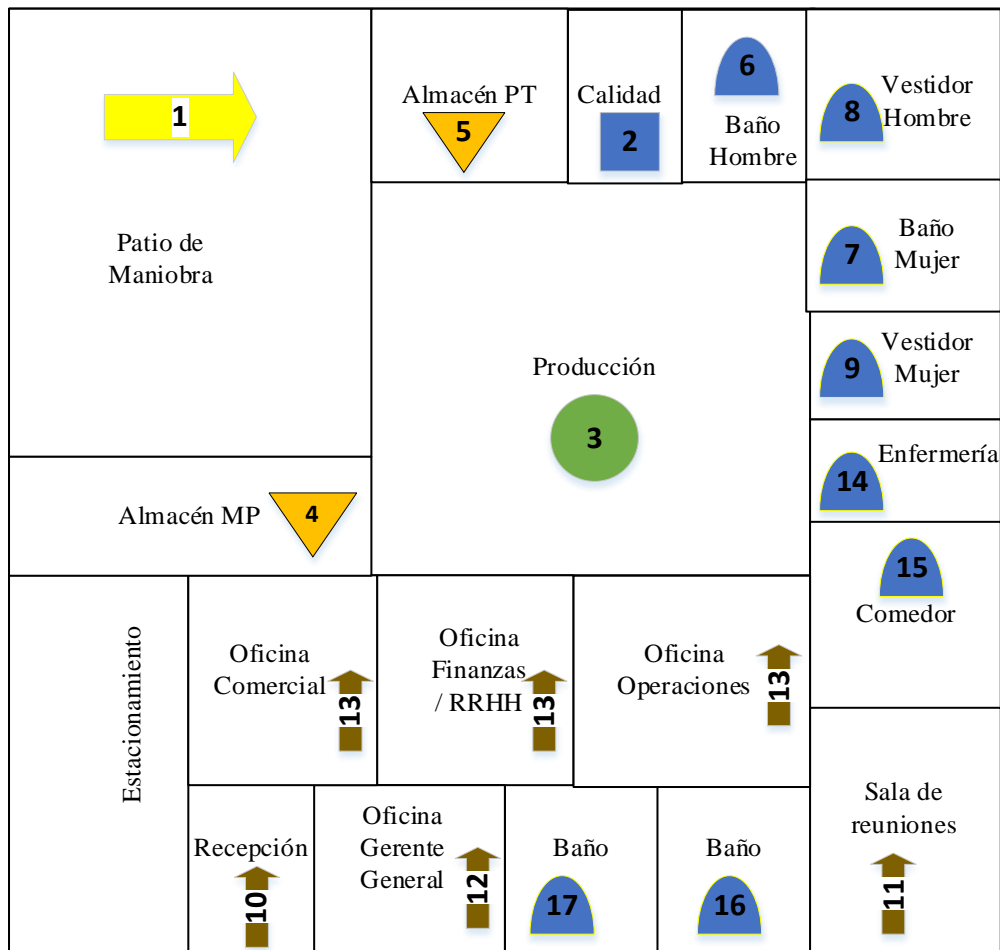 1
Patio de
Maniobra
Almacén PT
5
Calidad
2
6
Baño
Hombre
8
Vestidor
Hombre
7
Baño
Mujer
9
Vestidor
Mujer
Producción
3
14
Enfermería
Almacén MP
4
15
Comedor
Estacionamiento
Oficina
Comercial
13
Oficina
Finanzas
/ RRHH
13
Oficina
Operaciones
13
Recepción
10
Oficina
Gerente
General
12
Baño
17
Baño
16
Sala de
reuniones
11